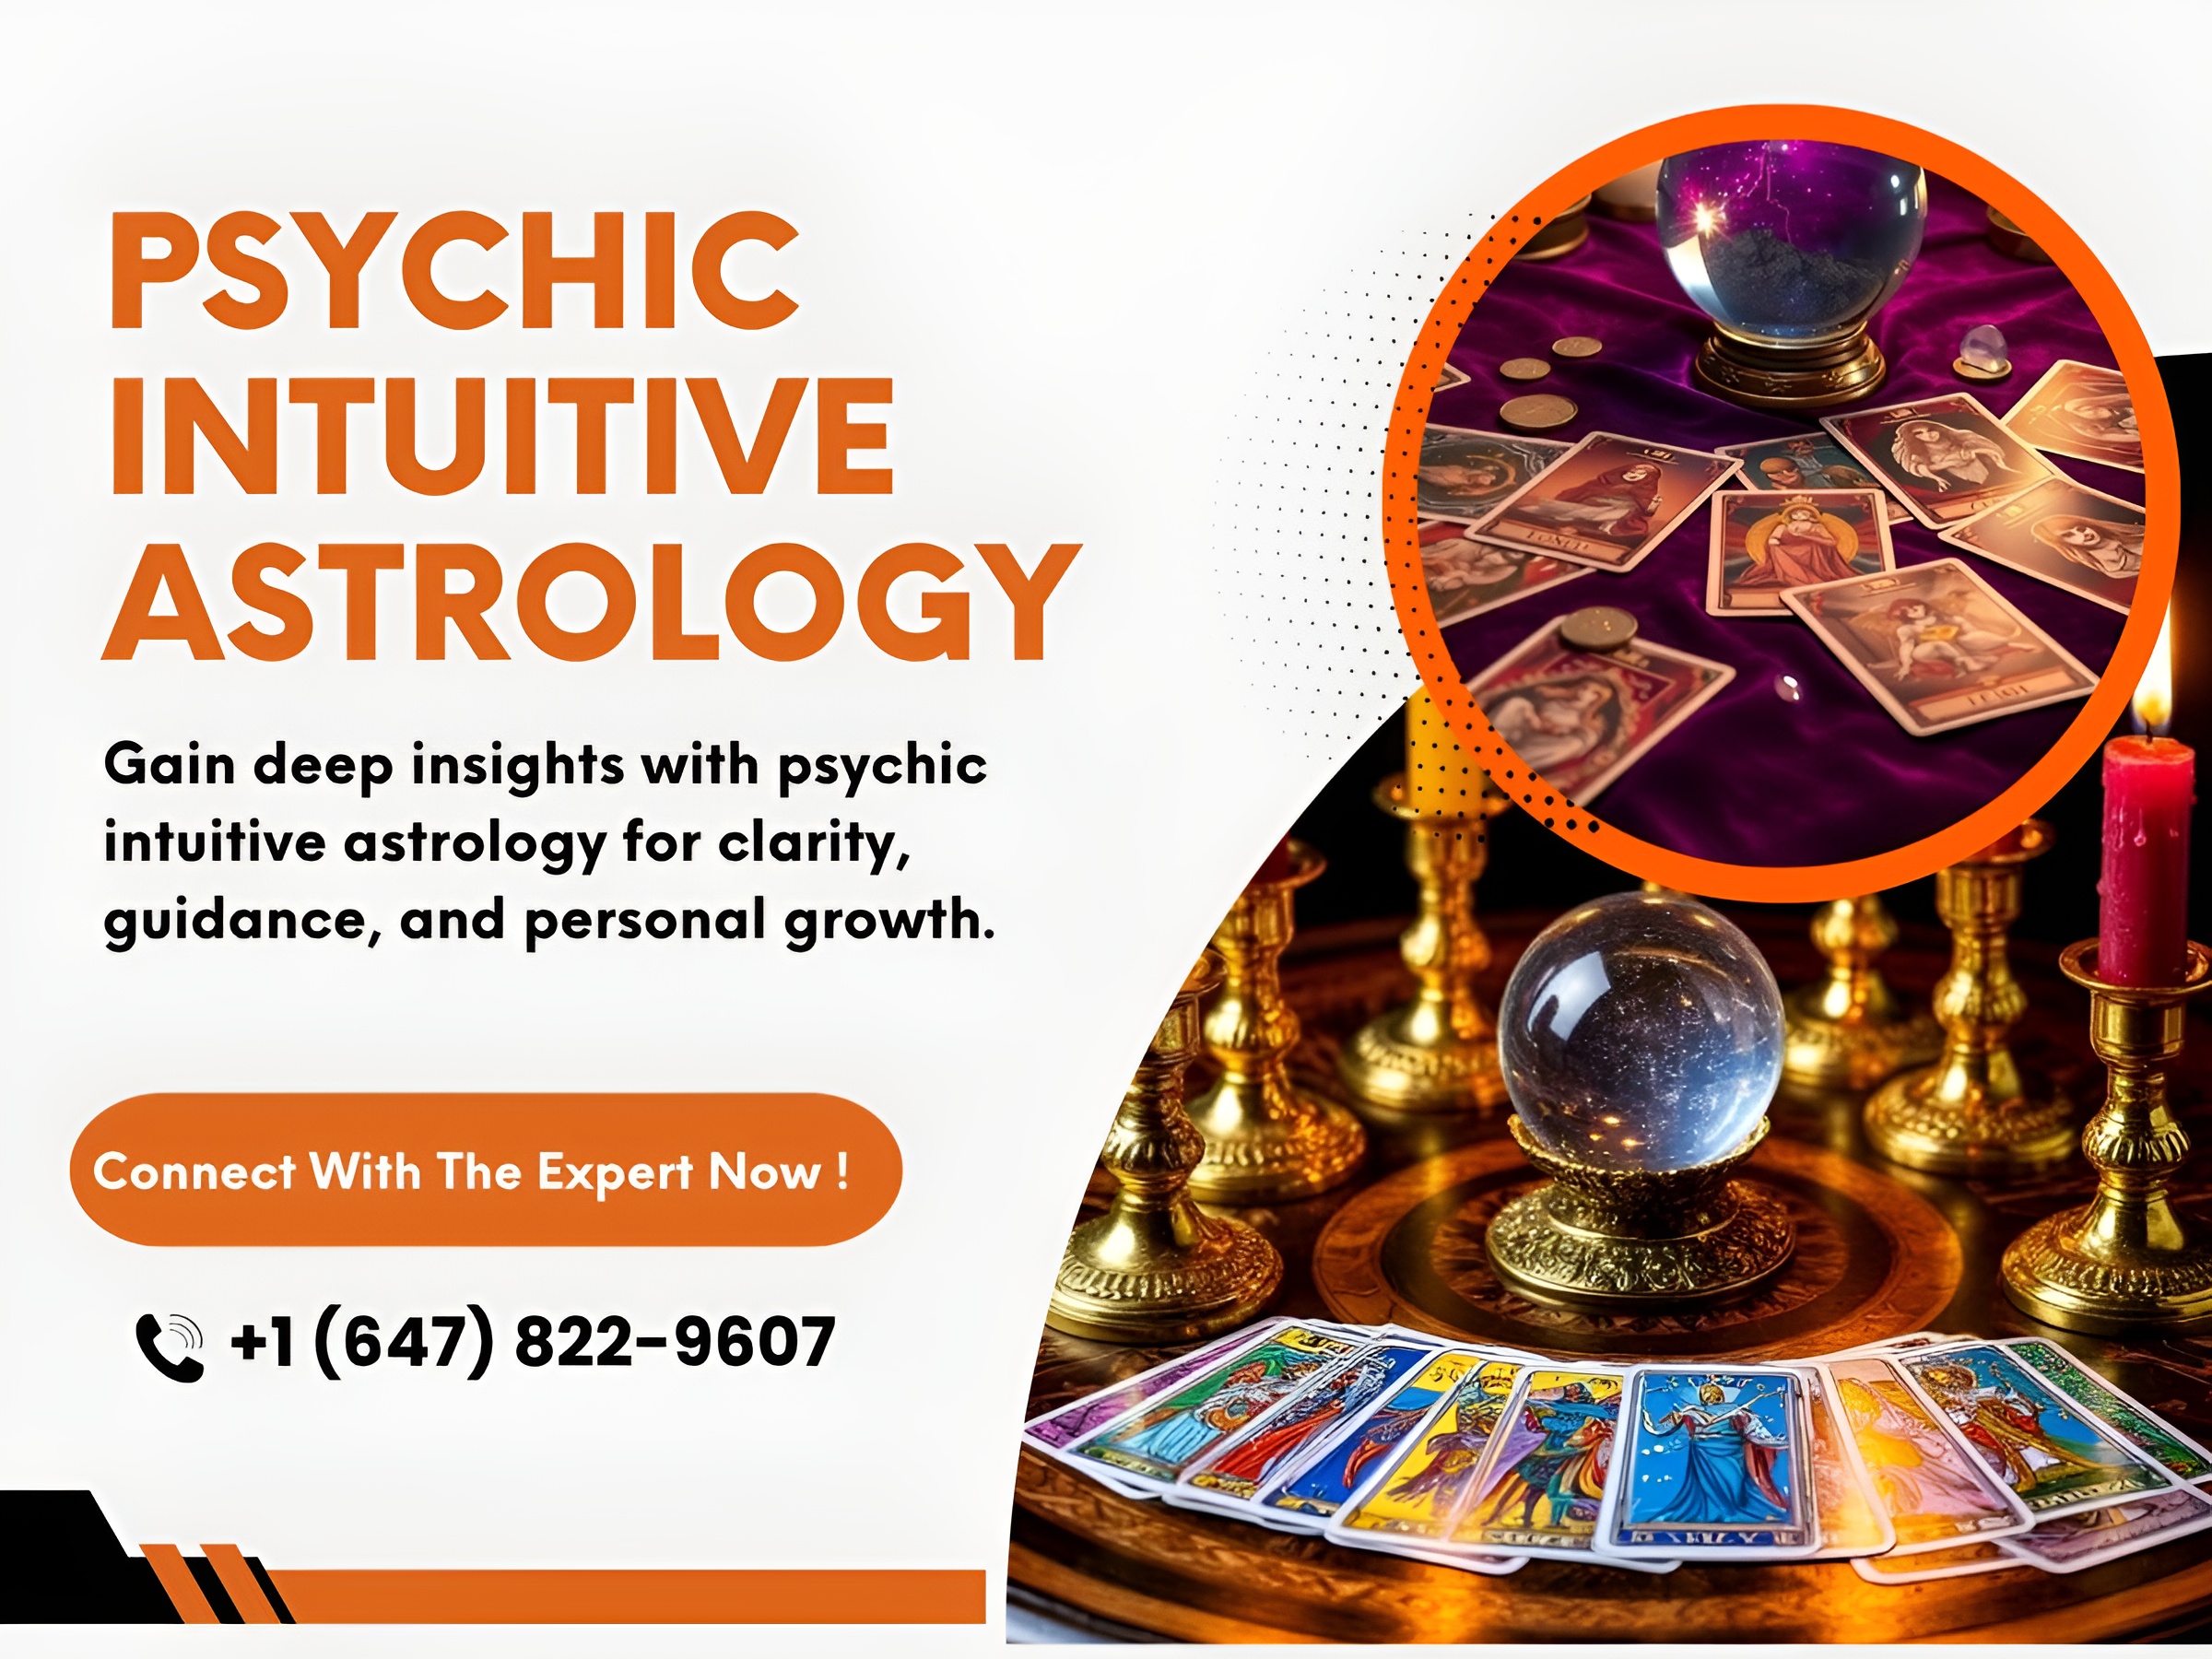 PSYCHIC
INTUITIVE
ASTROLOGY
Gain deep insights with psychic
intuitive astrology for clarity,
guidance, and personal growth.
Connect With The Expert Now !
+1 (647) 822-9607